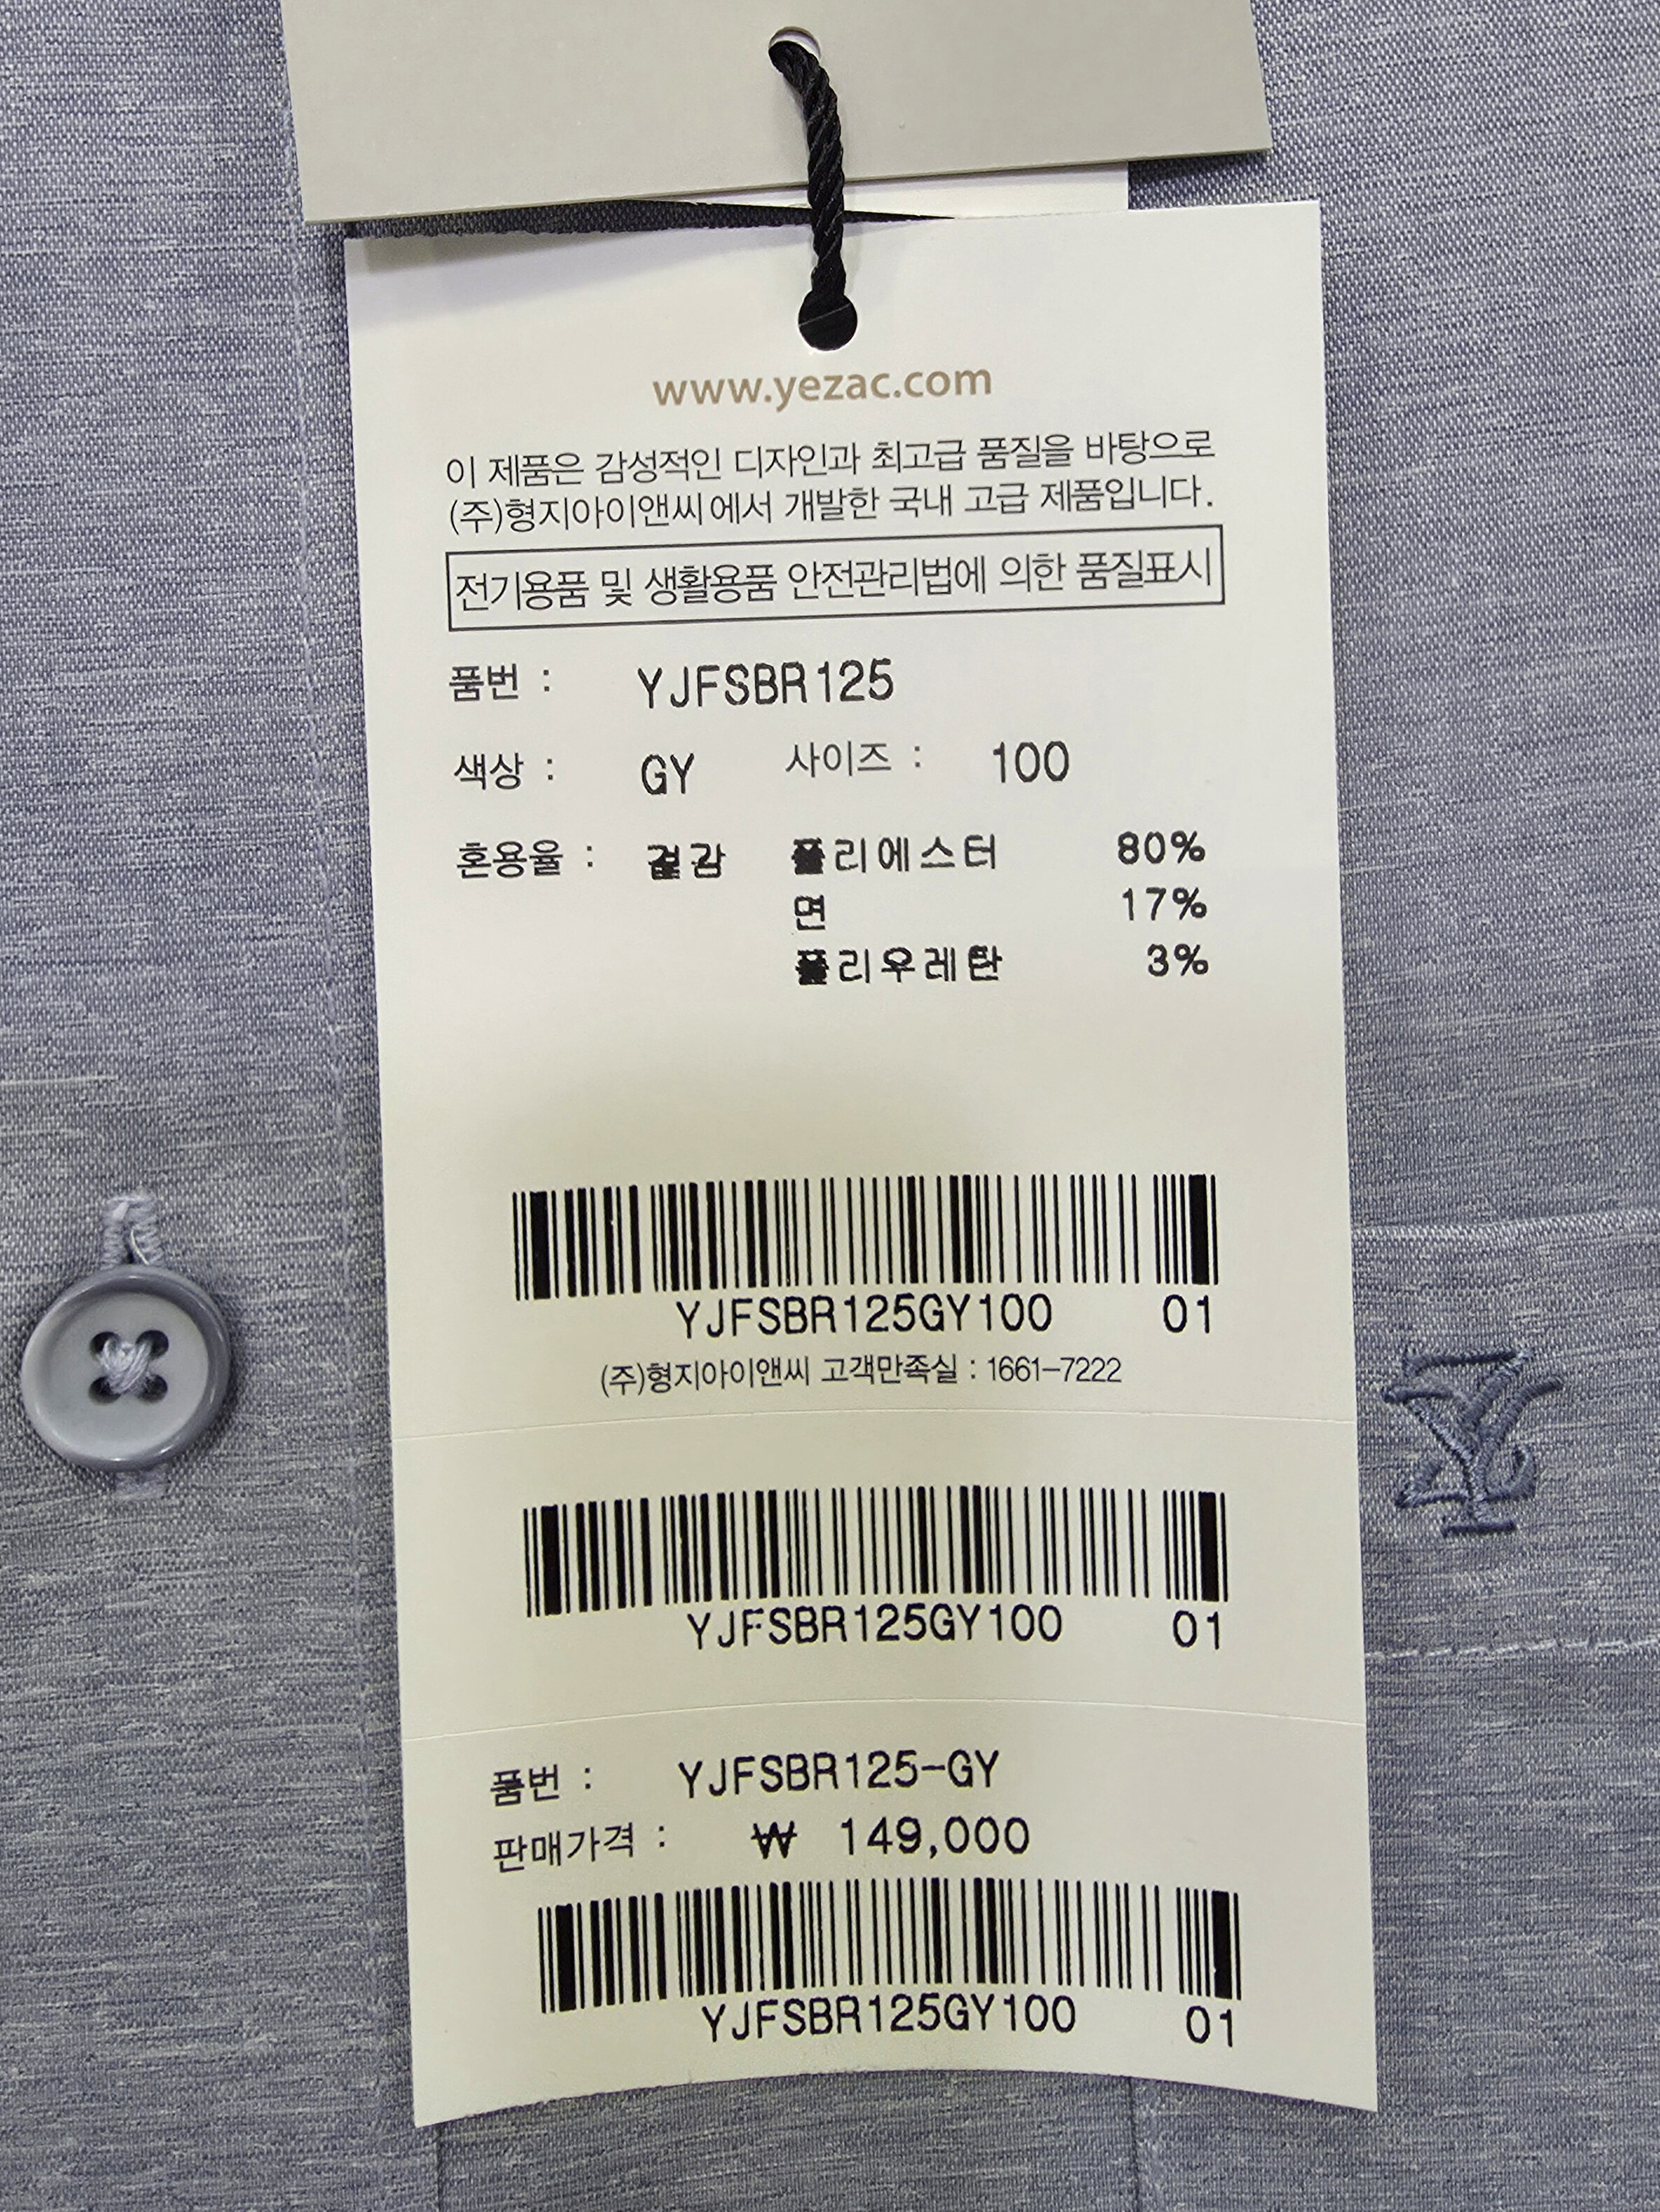 www.yezac.com
이 제품은 감성적인 디자인과 최고급 품질을 바탕으로
(주)형지아이앤씨에서 개발한 국내 고급 제품입니다.
전기용품 및 생활용품 안전관리법에 의한 품질표시
품번 : YJFSBR125
색상 : GY 사이즈 : 100
혼용율 : 겉감 폴리에스터 80%
면 17%
폴리우레탄 3%
YJFSBR125GY100 01
(주)형지아이앤씨 고객만족실 : 1661-7222
YJFSBR125GY100 01
품번 : YJFSBR125-GY
판매가격 : ₩ 149,000
YJFSBR125GY100 01